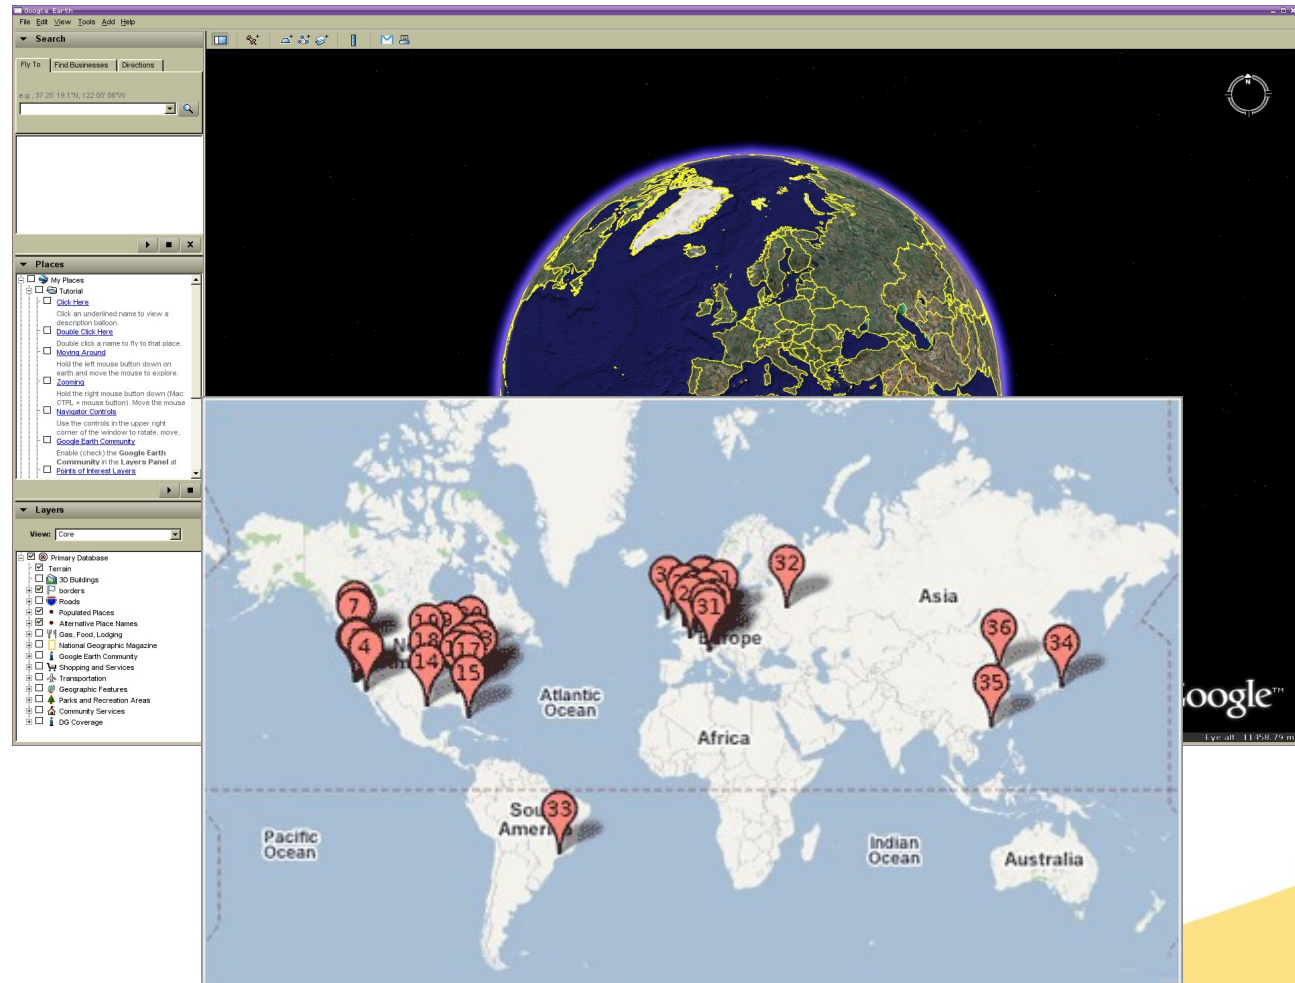 Google Earth
File Edit View Tools Add Help
Search
Fly To Find Businesses Directions
e.g., 37 25' 19.1"N, 122 05' 06"W
N
Places
My Places
Tutorial
Click Here
Click an underlined name to view a
description balloon.
Double Click Here
Double click a name to fly to that place.
Moving Around
Hold the left mouse button down on
earth and move the mouse to explore.
Zooming
Hold the right mouse button down (Mac:
CTRL + mouse button). Move the mouse
Navigator Controls
Use the controls in the upper right
corner of the window to rotate, move,
Google Earth Community
Enable (check) the Google Earth
Community in the Layers Panel at
Points of Interest Layers
Layers
View: Core
Primary Database
Terrain
3D Buildings
borders
Roads
Populated Places
Alternative Place Names
Gas, Food, Lodging
National Geographic Magazine
Google Earth Community
Shopping and Services
Transportation
Geographic Features
Parks and Recreation Areas
Community Services
DG Coverage
32
7
31
Asia
Europe
36
34
4
18
17
14
15
35
Atlantic
Ocean
Africa
33
South
America
Pacific
Ocean
Indian
Ocean
Australia
oogle™
Eye alt 11458.79 m